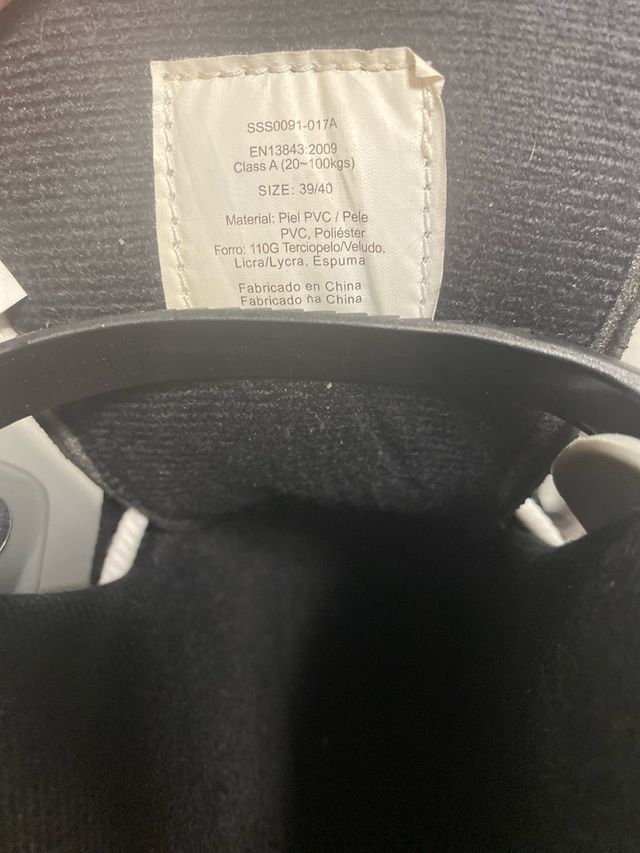 SSS0091-017A
EN13843:2009
Class A (20~100kgs)
SIZE: 39/40
Material: Piel PVC / Pele
PVC, Poliéster
Forro: 110G Terciopelo/Veludo,
Licra/Lycra, Espuma
Fabricado en China
Fabricado na China